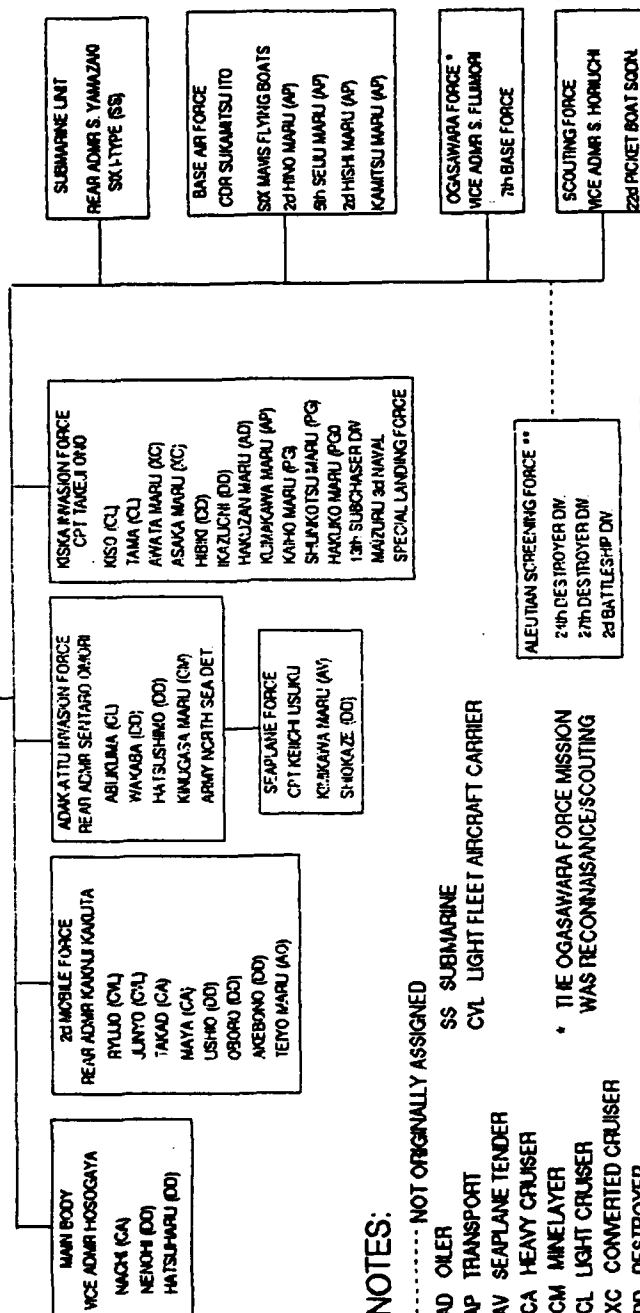 MAIN BODY
VICE ADMR HOSOGAYA
NACHI (CA)
NENOHI (DD)
HATSUHARU (DD)
2d MOBILE FORCE
REAR ADMR KAKNJI KAKUTA
RYUJO (CVL)
JUNYO (CVL)
TAKAO (CA)
MAYA (CA)
USHIO (DD)
OBORO (DD)
AKEBONO (DD)
TEIYO MARU (AO)
ADAK-ATTU INVASION FORCE
REAR ADMR SENTARO OMORI
ABUKUMA (CL)
WAKABA (DD)
HATSUSHIMO (DD)
KINUGASA MARU (CM)
ARMY NORTH SEA DET.
SEAPLANE FORCE
CPT KEIICHI USUKU
KIMIKAWA MARU (AV)
SHIOKAZE (DD)
KISKA INVASION FORCE
CPT TAKEJI ONO
KISO (CL)
TAMA (CL)
AWATA MARU (XC)
ASAKA MARU (XC)
HIBIKI (DD)
IKAZUCHI (DD)
HAKUZAN MARU (AD)
KUMAKAWA MARU (AP)
KAIHO MARU (PG)
SHUNKOTSU MARU (PG)
HAKUKO MARU (PG0
13th SUBCHASER DIV
MAIZURU 3d NAVAL
SPECIAL LANDING FORCE
SUBMARINE UNIT
REAR ADMR S. YAMAZAKI
SIX I-TYPE (SS)
BASE AIR FORCE
CDR SUKAMITSU ITO
SIX MAVIS FLYING BOATS
2d HINO MARU (AP)
5th SEIJU MARU (AP)
2d HISHI MARU (AP)
KAMITSU MARU (AP)
OGASAWARA FORCE *
VICE ADMR S. FUJIMORI
7th BASE FORCE
SCOUTING FORCE
VICE ADMR S. HORIUCHI
22d PICKET BOAT SQDN.
ALEUTIAN SCREENING FORCE **
24th DESTROYER DIV.
27th DESTROYER DIV.
2d BATTLESHIP DIV.
NOTES:
------- NOT ORIGINALLY ASSIGNED
AD OILER
AP TRANSPORT
AV SEAPLANE TENDER
CA HEAVY CRUISER
CM MINELAYER
CL LIGHT CRUISER
XC CONVERTED CRUISER
DD DESTROYER
SS SUBMARINE
CVL LIGHT FLEET AIRCRAFT CARRIER
* THE OGASAWARA FORCE MISSION
WAS RECONNAISANCE/SCOUTING